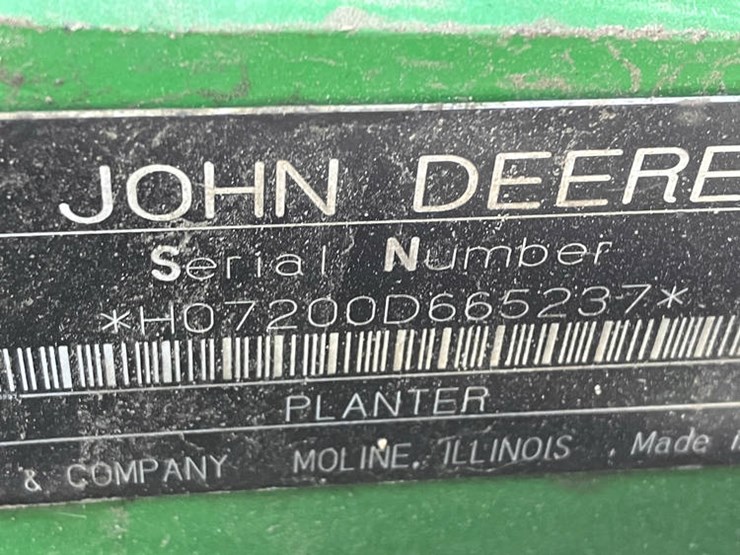 JOHN DEERE
Serial Number
*H07200D665237*
PLANTER
& COMPANY MOLINE, ILLINOIS Made